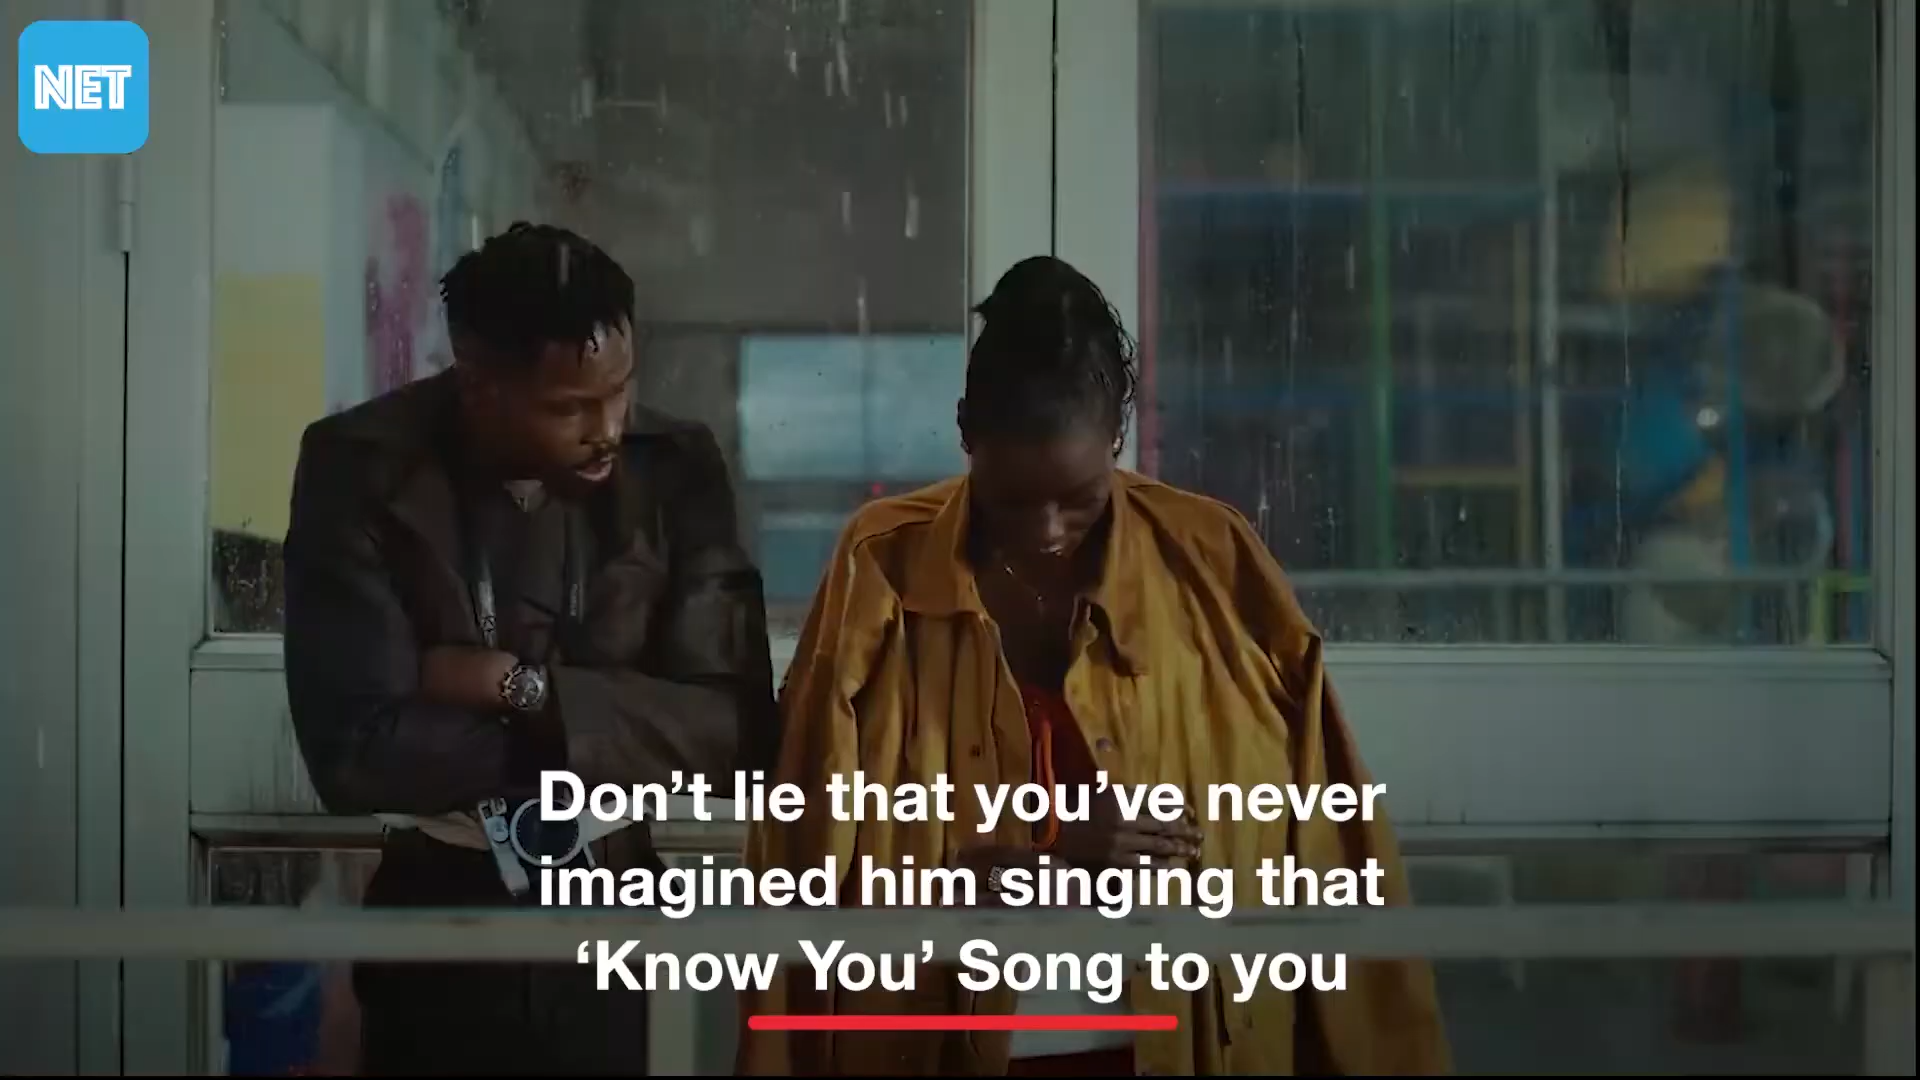 NET
Don’t lie that you’ve never
imagined him singing that
‘Know You’ Song to you